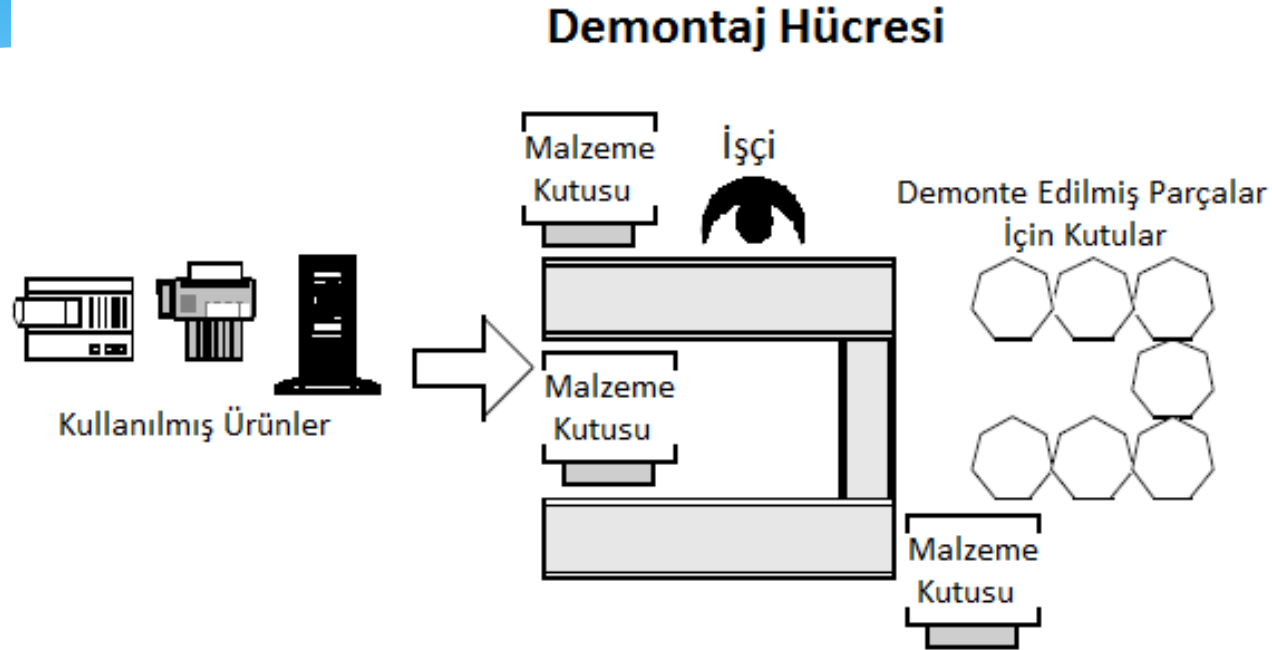 Demontaj Hücresi
Malzeme
Kutusu
İşçi
Demonte Edilmiş Parçalar
İçin Kutular
Kullanılmış Ürünler
Malzeme
Kutusu
Malzeme
Kutusu